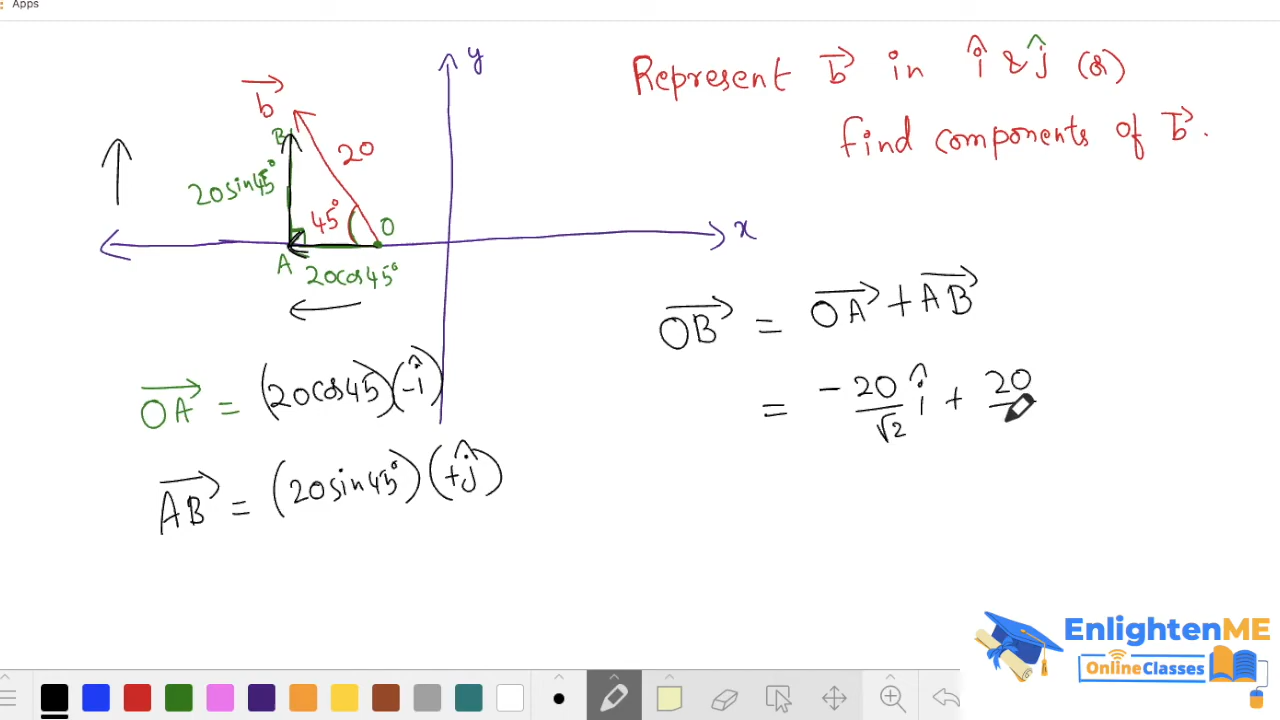 Apps
Represent b⃗ in î & ĵ (or)
find components of b⃗.
y
b⃗
B
20
20sin45°
45°
O
x
A
20cos45°
OB⃗ = OA⃗ + AB⃗
OA⃗ = (20cos45)(-î)
= -20/√2 î + 20
AB⃗ = (20sin45°)(+ĵ)
EnlightenME
OnlineClasses